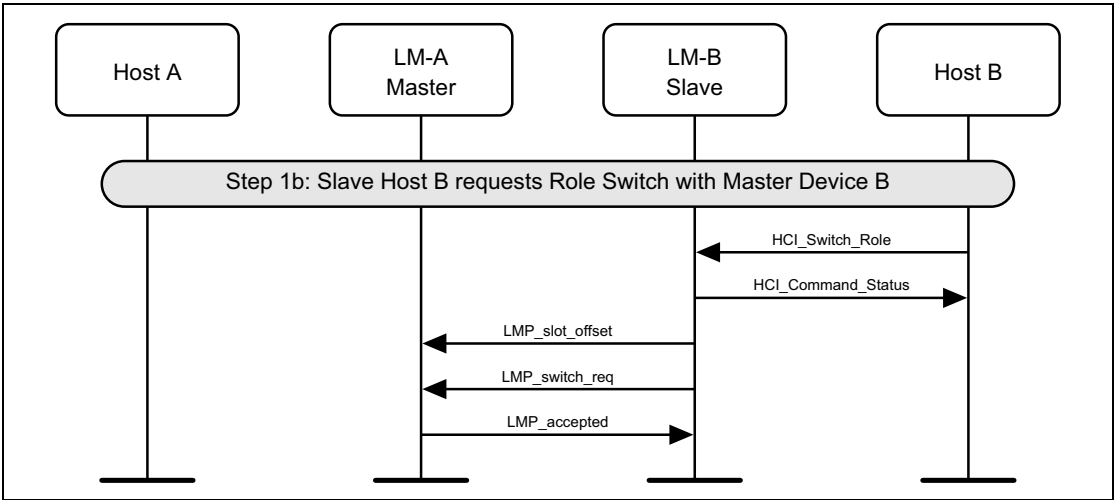 Host A
LM-A
Master
LM-B
Slave
Host B
Step 1b: Slave Host B requests Role Switch with Master Device B
HCI_Switch_Role
HCI_Command_Status
LMP_slot_offset
LMP_switch_req
LMP_accepted